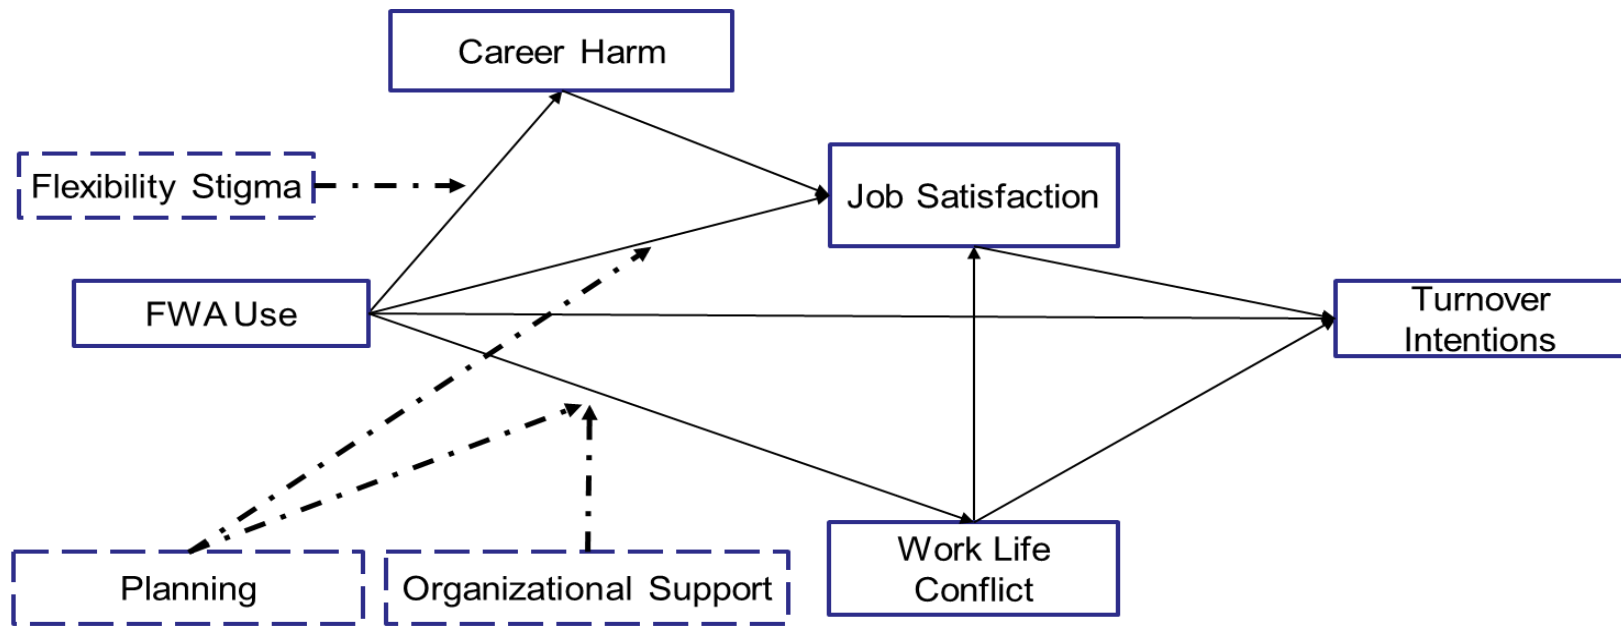 Career Harm
Flexibility Stigma
Job Satisfaction
FWA Use
Turnover
Intentions
Planning
Organizational Support
Work Life
Conflict